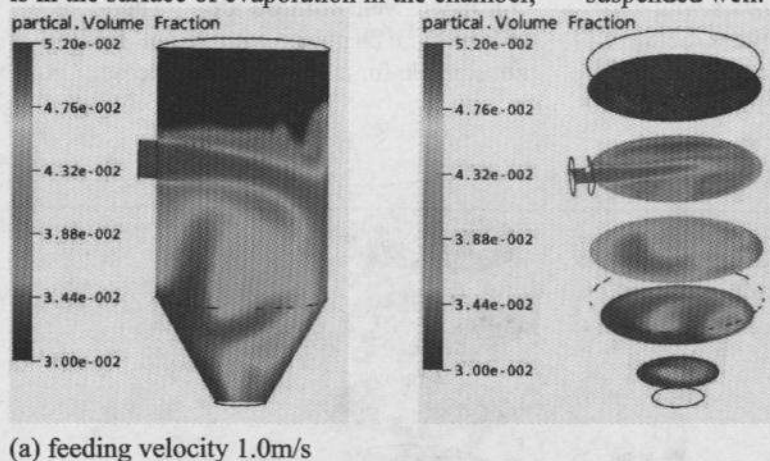 is in the surface of evaporation in the chamber,
suspended well.
partical.Volume Fraction
5.20e-002
4.76e-002
4.32e-002
3.88e-002
3.44e-002
3.00e-002
partical.Volume Fraction
5.20e-002
4.76e-002
4.32e-002
3.88e-002
3.44e-002
3.00e-002
(a) feeding velocity 1.0m/s